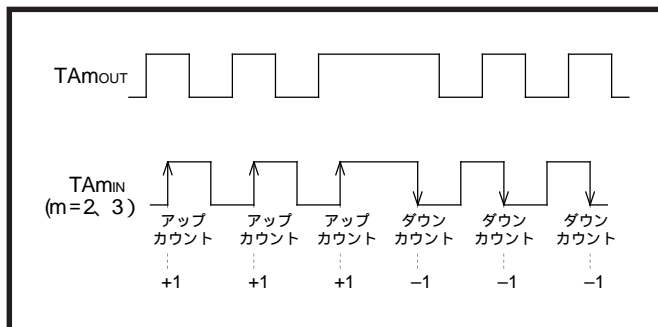 TAmOUT
TAmIN
(m=2、3)
アップ
カウント
アップ
カウント
アップ
カウント
ダウン
カウント
ダウン
カウント
ダウン
カウント
+1
+1
+1
–1
–1
–1